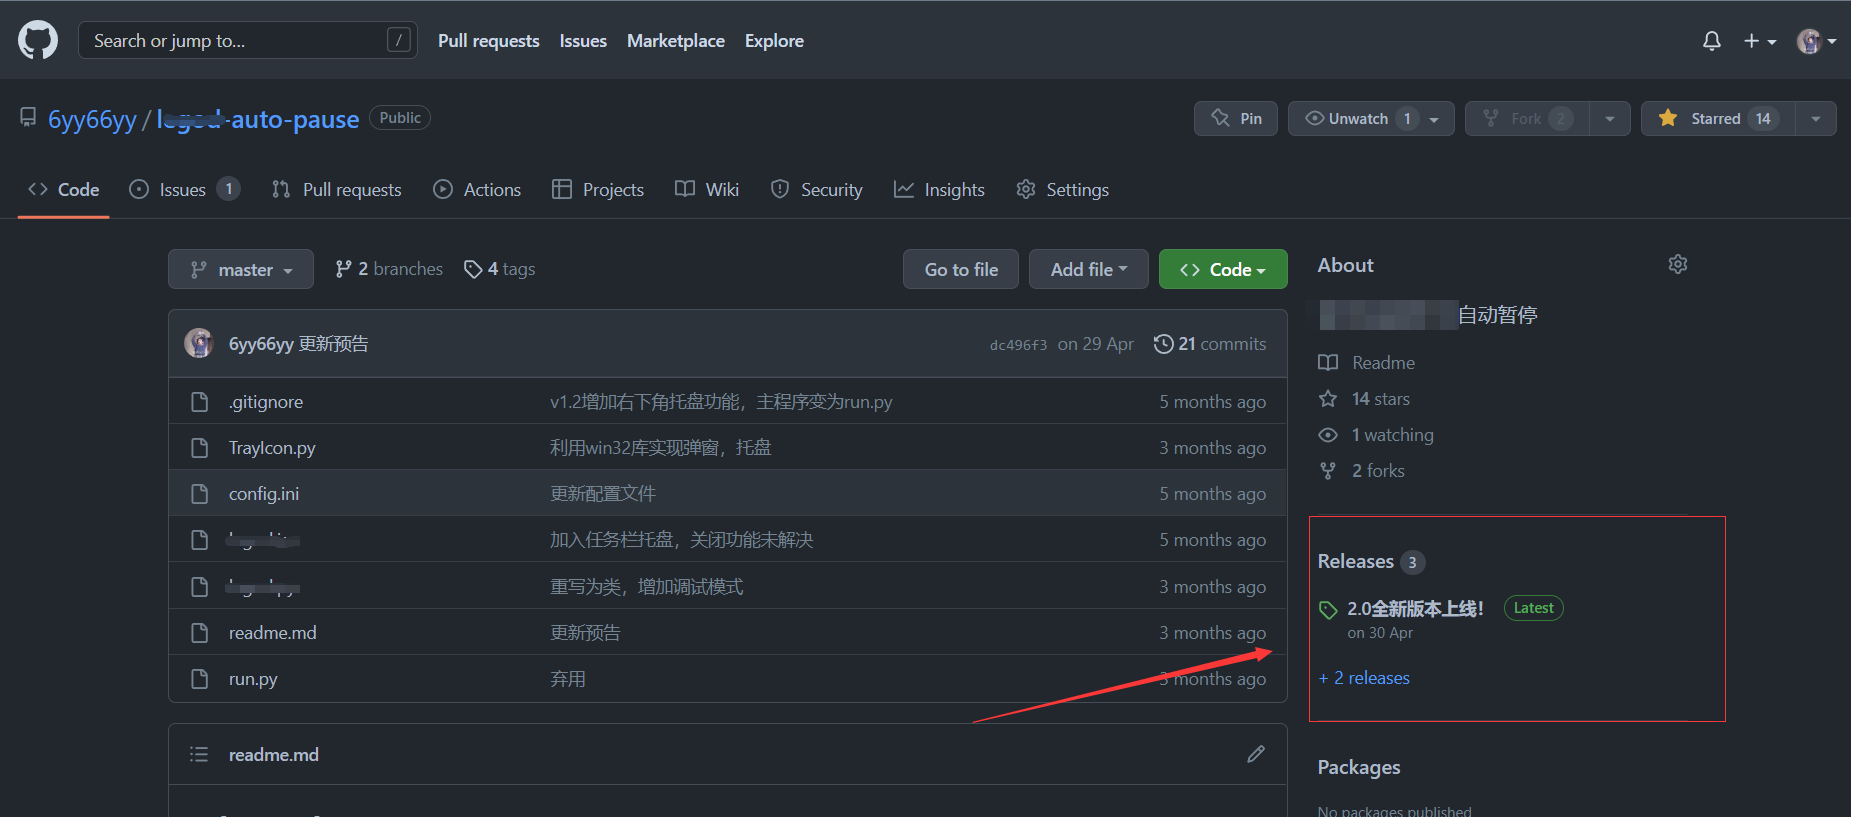 Search or jump to... / Pull requests Issues Marketplace Explore
6yy66yy / -auto-pause Public Pin Unwatch 1 Fork 2 Starred 14
Code Issues 1 Pull requests Actions Projects Wiki Security Insights Settings
master 2 branches 4 tags Go to file Add file Code
6yy66yy 更新预告 dc496f3 on 29 Apr 21 commits
.gitignore v1.2增加右下角托盘功能，主程序变为run.py 5 months ago
TrayIcon.py 利用win32库实现弹窗，托盘 3 months ago
config.ini 更新配置文件 5 months ago
加入任务栏托盘，关闭功能未解决 5 months ago
重写为类，增加调试模式 3 months ago
readme.md 更新预告 3 months ago
run.py 弃用 3 months ago
readme.md
About
自动暂停
Readme
14 stars
1 watching
2 forks
Releases 3
2.0全新版本上线！ Latest
on 30 Apr
+ 2 releases
Packages
No packages published